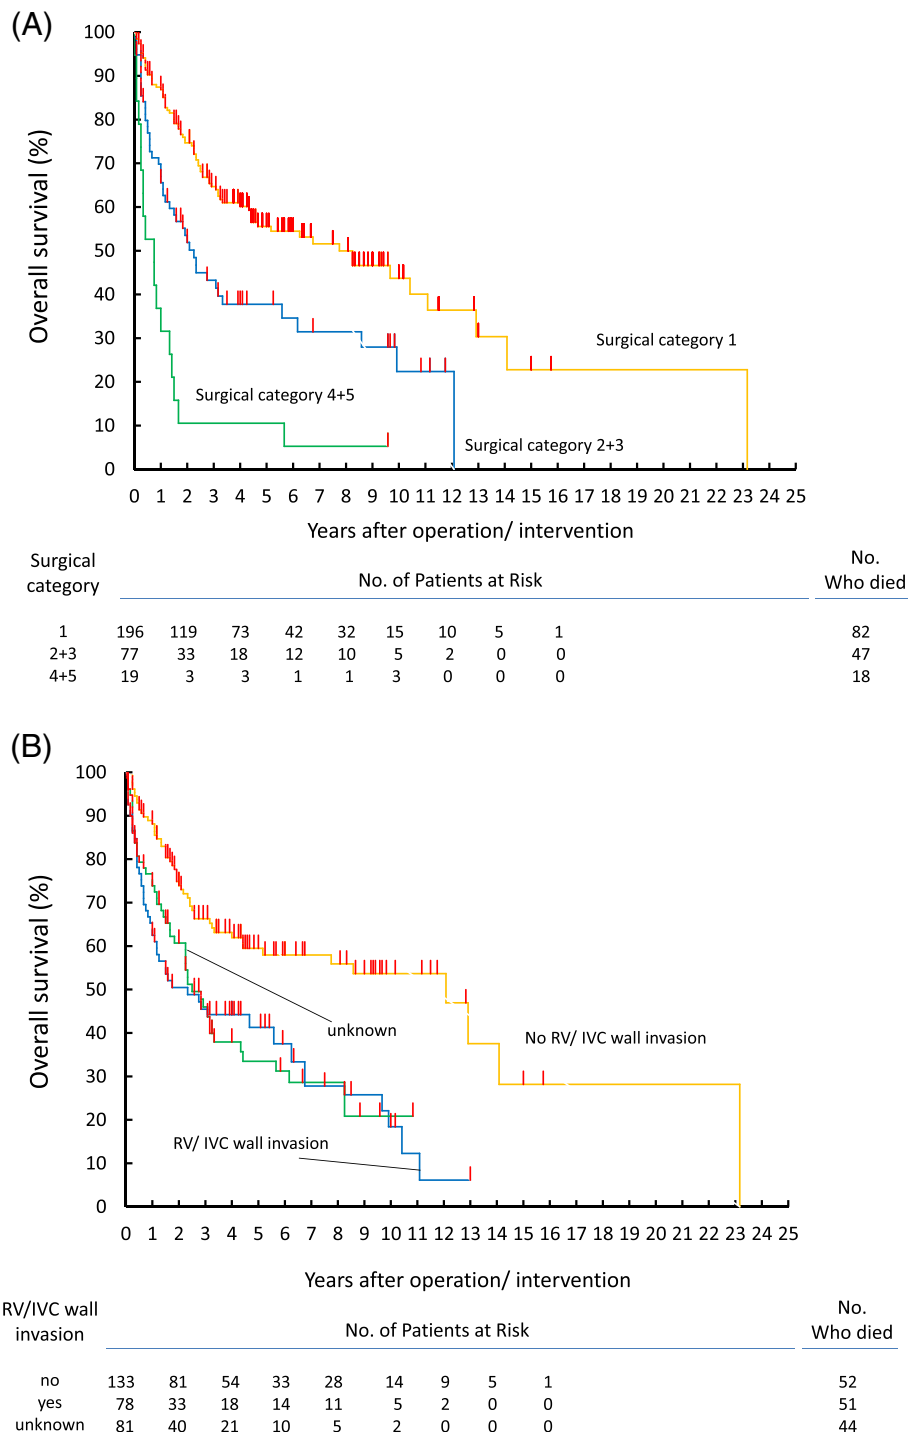 (A)
Overall survival (%)
100
90
80
70
60
50
40
30
20
10
0
Surgical category 1
Surgical category 4+5
Surgical category 2+3
0 1 2 3 4 5 6 7 8 9 10 11 12 13 14 15 16 17 18 19 20 21 22 23 24 25
Years after operation/ intervention
Surgical category No. of Patients at Risk No. Who died
1 196 119 73 42 32 15 10 5 1 82
2+3 77 33 18 12 10 5 2 0 0 47
4+5 19 3 3 1 1 3 0 0 0 18
(B)
Overall survival (%)
100
90
80
70
60
50
40
30
20
10
0
unknown
No RV/ IVC wall invasion
RV/ IVC wall invasion
0 1 2 3 4 5 6 7 8 9 10 11 12 13 14 15 16 17 18 19 20 21 22 23 24 25
Years after operation/ intervention
RV/IVC wall invasion No. of Patients at Risk No. Who died
no 133 81 54 33 28 14 9 5 1 52
yes 78 33 18 14 11 5 2 0 0 51
unknown 81 40 21 10 5 2 0 0 0 44